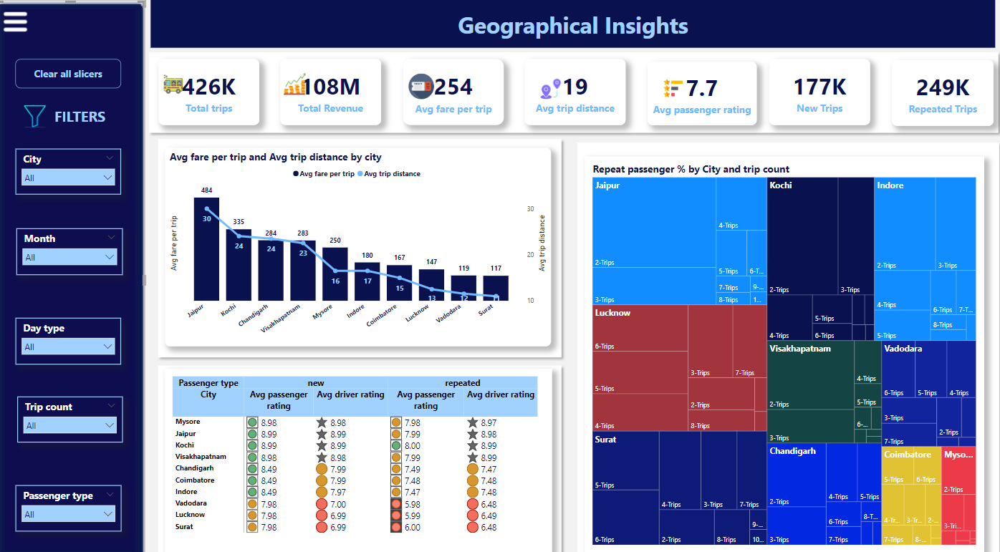 Geographical Insights
Clear all slicers
FILTERS
City
All
Month
All
Day type
All
Trip count
All
Passenger type
All
426K
Total trips
108M
Total Revenue
254
Avg fare per trip
19
Avg trip distance
7.7
Avg passenger rating
177K
New Trips
249K
Repeated Trips
Avg fare per trip and Avg trip distance by city
Avg fare per trip Avg trip distance
Avg fare per trip
484 335 284 283 250 180 167 147 119 117
30 24 24 23 16 17 15 13 12 11
30
20
10
Avg trip distance
Jaipur Kochi Chandigarh Visakhapatnam Mysore Indore Coimbatore Lucknow Vadodara Surat
Passenger type new repeated
City Avg passenger rating Avg driver rating Avg passenger rating Avg driver rating
Mysore 8.98 8.98 7.98 8.97
Jaipur 8.99 8.99 7.99 8.98
Kochi 8.99 8.99 8.00 8.99
Visakhapatnam 8.98 8.98 7.99 8.99
Chandigarh 8.49 7.99 7.49 7.47
Coimbatore 8.49 7.99 7.48 7.48
Indore 8.49 7.97 7.47 7.48
Vadodara 7.98 7.00 5.98 6.48
Lucknow 7.98 6.99 5.99 6.49
Surat 7.98 6.99 6.00 6.48
Repeat passenger % by City and trip count
Jaipur
2-Trips
3-Trips
4-Trips
5-Trips
6-T...
7-Trips
9-...
8-Trips
1...
Kochi
2-Trips
3-Trips
4-Trips
5-Trips
6-Trips
Indore
2-Trips
3-Trips
4-Trips
5-Trips
6-Trips
7-T...
8-Trips
Lucknow
6-Trips
5-Trips
4-Trips
3-Trips
7-Trips
2-Trips
8-Trips
Visakhapatnam
2-Trips
3-Trips
4-Trips
5-Trips
6-...
Vadodara
6-Trips
5-Trips
4-Trips
3-Trips
7-Trips
2-Trips
Surat
5-Trips
6-Trips
4-Trips
3-Trips
7-Trips
2-Trips
8-Trips
9-...
10...
Chandigarh
2-Trips
3-Trips
4-Trips
5-Trips
6-Trips
8-T...
7-Trips
Coimbatore
5-Trips
6-Trips
4-Tr...
3-Tr...
2-...
7-Trips
8-...
Myso...
2-Trips
3-Tri...